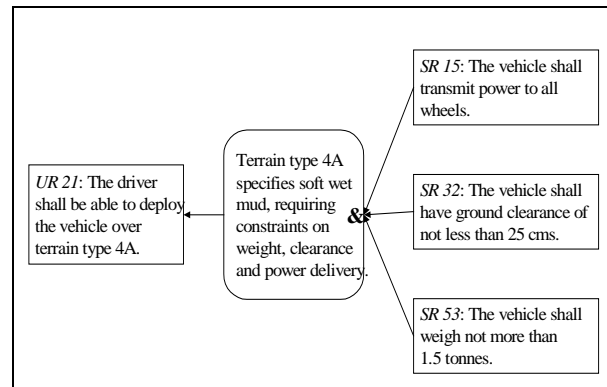 UR 21: The driver
shall be able to deploy
the vehicle over
terrain type 4A.
Terrain type 4A
specifies soft wet
mud, requiring
constraints on
weight, clearance
and power delivery.
&
SR 15: The vehicle shall
transmit power to all
wheels.
SR 32: The vehicle shall
have ground clearance of
not less than 25 cms.
SR 53: The vehicle shall
weigh not more than
1.5 tonnes.